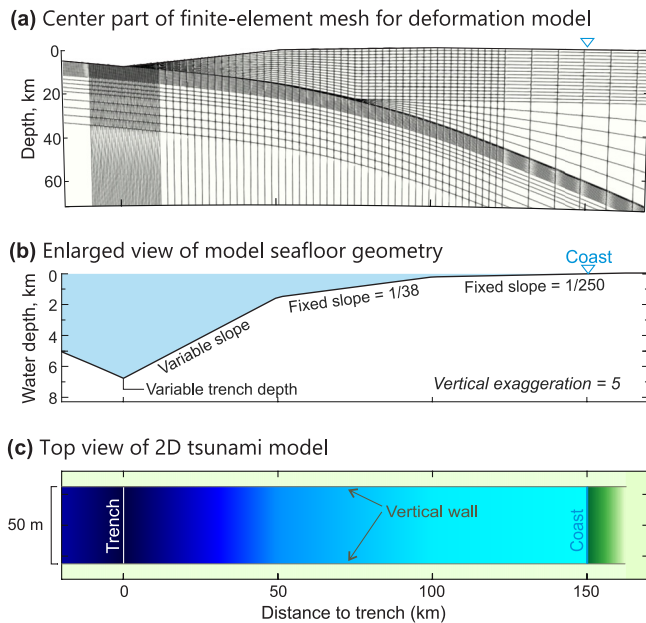 (a) Center part of finite-element mesh for deformation model
0
20
40
60
Depth, km
(b) Enlarged view of model seafloor geometry
Coast
0
2
4
6
8
Water depth, km
Fixed slope = 1/250
Fixed slope = 1/38
Variable slope
Variable trench depth
Vertical exaggeration = 5
(c) Top view of 2D tsunami model
50 m
Trench
Vertical wall
Coast
0
50
100
150
Distance to trench (km)